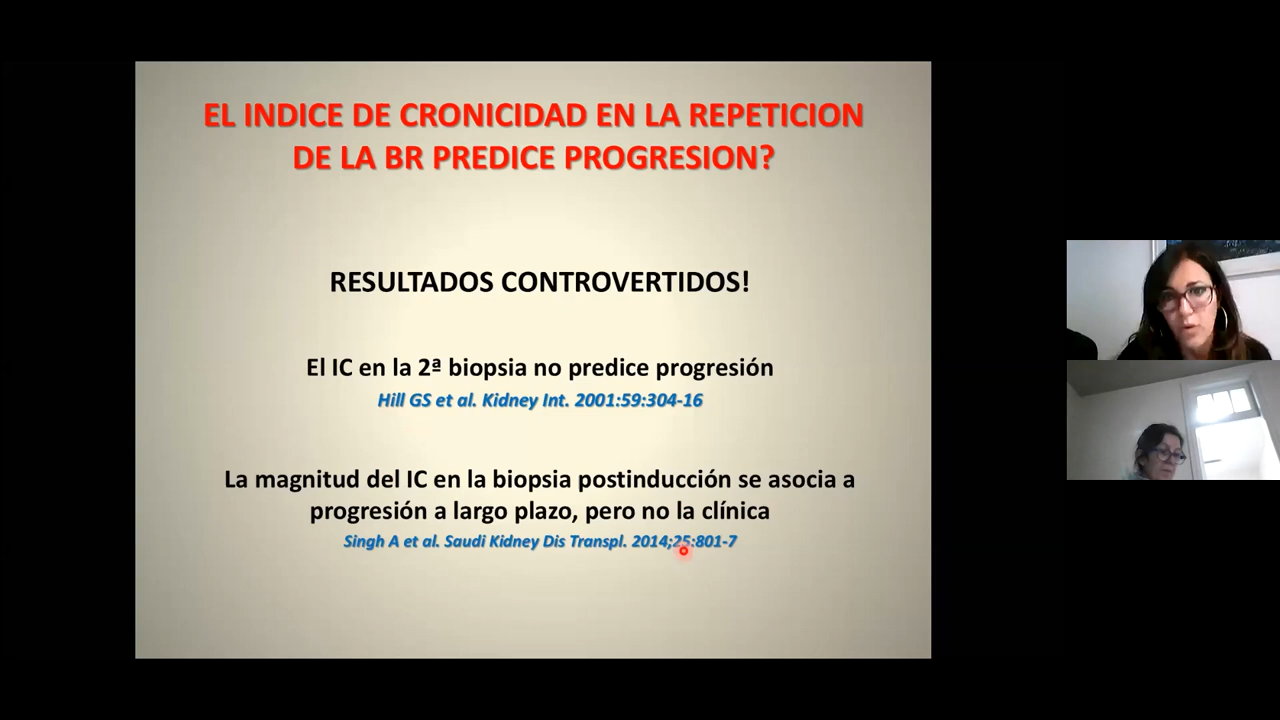 EL INDICE DE CRONICIDAD EN LA REPETICION
DE LA BR PREDICE PROGRESION?
RESULTADOS CONTROVERTIDOS!
El IC en la 2ª biopsia no predice progresión
Hill GS et al. Kidney Int. 2001:59:304-16
La magnitud del IC en la biopsia postinducción se asocia a
progresión a largo plazo, pero no la clínica
Singh A et al. Saudi Kidney Dis Transpl. 2014;25:801-7